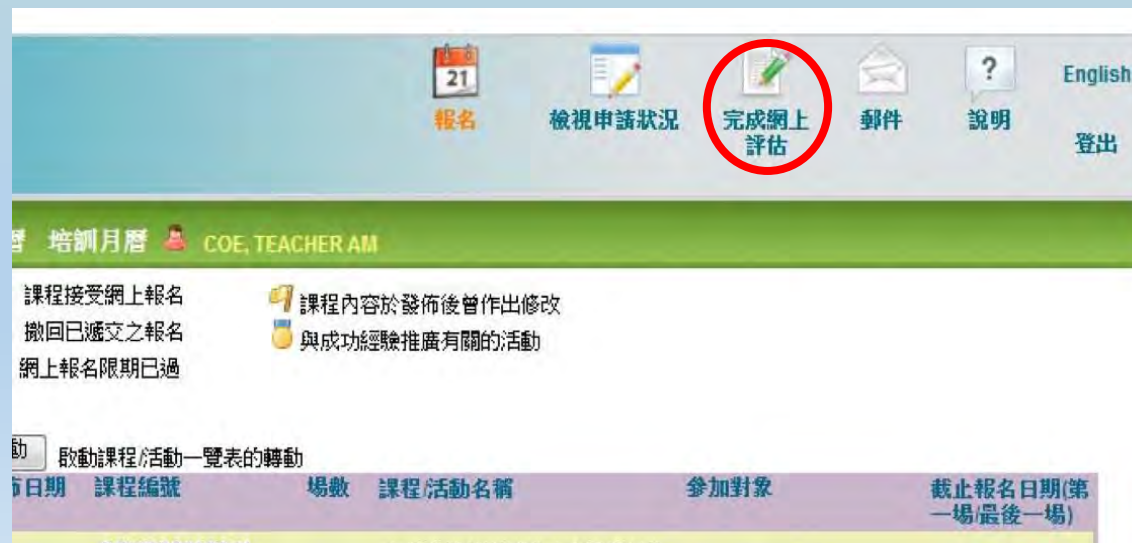 21
報名
檢視申請狀況
完成網上
評估
郵件
?
說明
English
登出
培訓月曆 COE, TEACHER AM
課程接受網上報名
課程內容於發佈後曾作出修改
撤回已遞交之報名
與成功經驗推廣有關的活動
網上報名限期已過
動 啟動課程/活動一覽表的轉動
日期 課程編號 場數 課程/活動名稱 參加對象 截止報名日期(第
一場/最後一場)